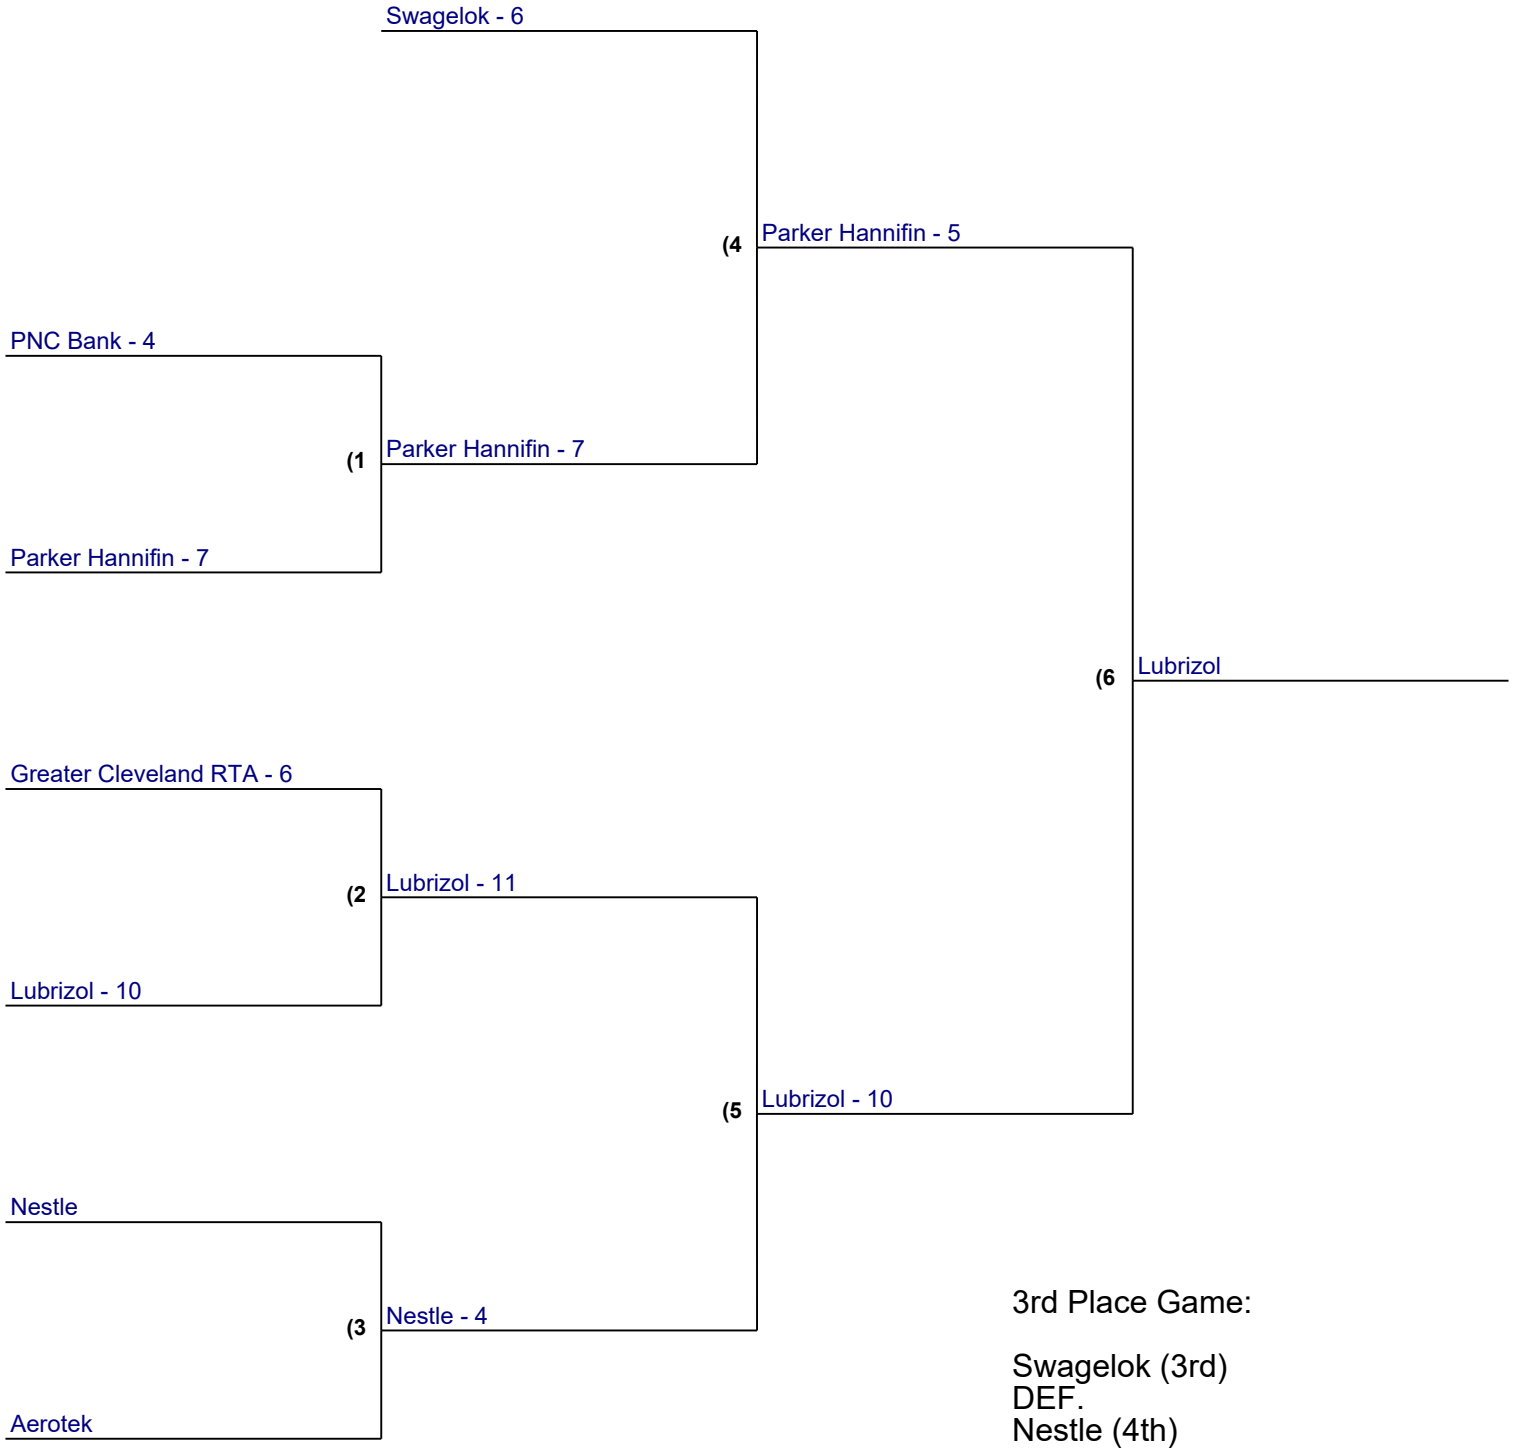 Swagelok - 6
(4
Parker Hannifin - 5
PNC Bank - 4
(1
Parker Hannifin - 7
Parker Hannifin - 7
(6
Lubrizol
Greater Cleveland RTA - 6
(2
Lubrizol - 11
Lubrizol - 10
(5
Lubrizol - 10
Nestle
(3
Nestle - 4
Aerotek
3rd Place Game:
Swagelok (3rd)
DEF.
Nestle (4th)